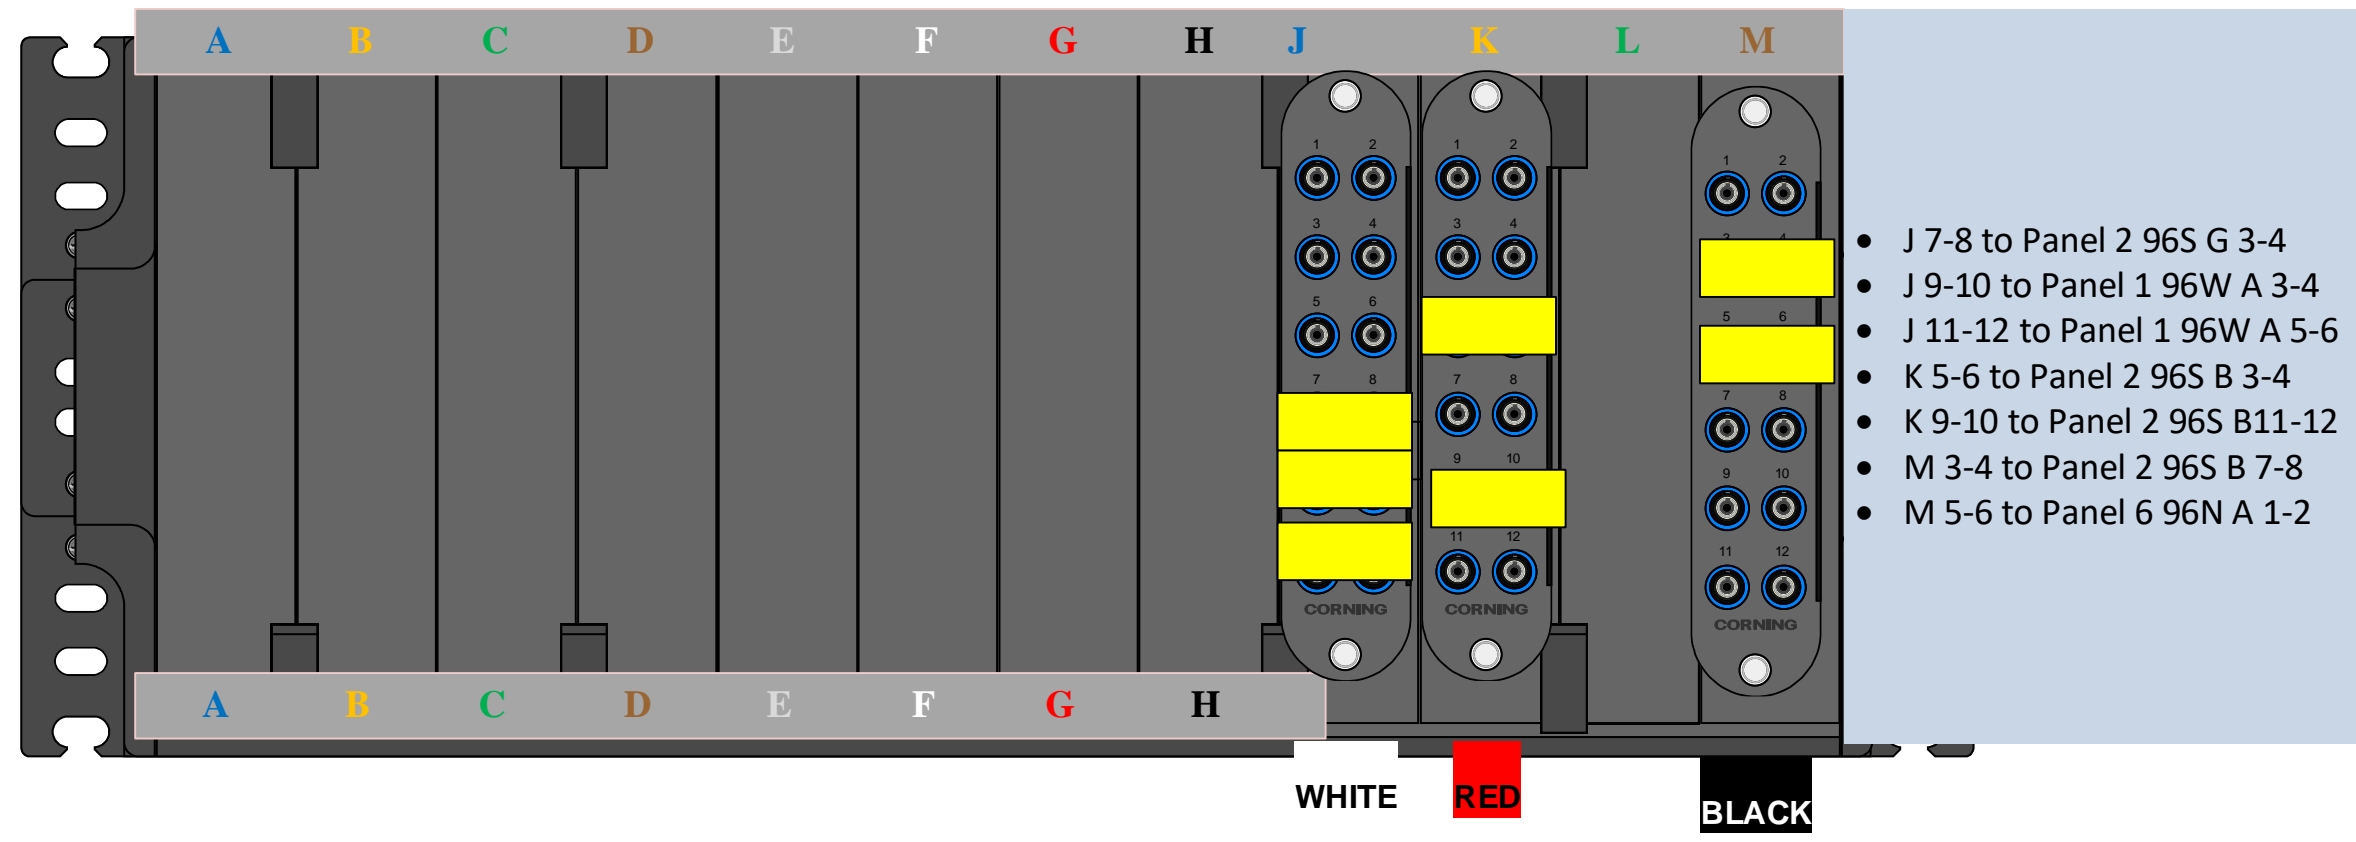 A B C D E F G H J K L M
1 2 1 2
1 2
3 4 3 4
5 6
5 6
7 8 7 8
7 8
9 10
9 10
11 12
11 12
CORNING CORNING
CORNING
J 7-8 to Panel 2 96S G 3-4
J 9-10 to Panel 1 96W A 3-4
J 11-12 to Panel 1 96W A 5-6
K 5-6 to Panel 2 96S B 3-4
K 9-10 to Panel 2 96S B11-12
M 3-4 to Panel 2 96S B 7-8
M 5-6 to Panel 6 96N A 1-2
A B C D E F G H
WHITE RED
BLACK